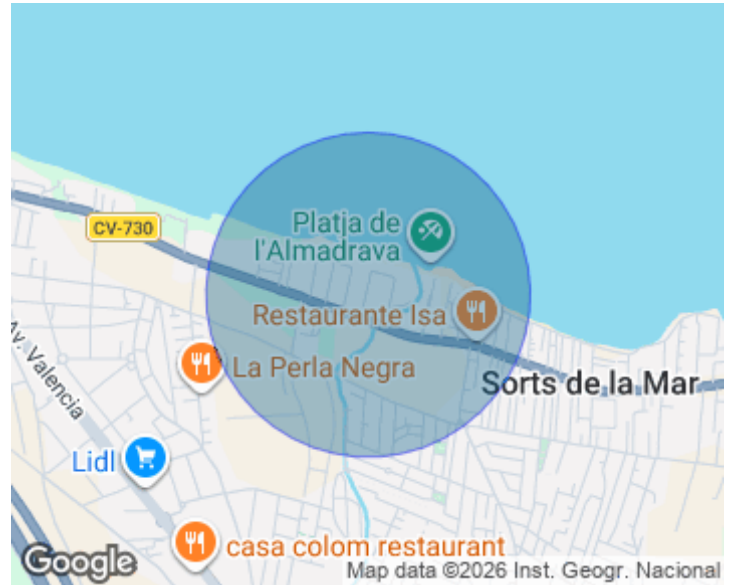 CV-730
Platja de
l'Almadrava
Restaurante Isa
La Perla Negra
Av. Valencia
Sorts de la Mar
Lidl
casa colom restaurant
Google
Map data ©2026 Inst. Geogr. Nacional